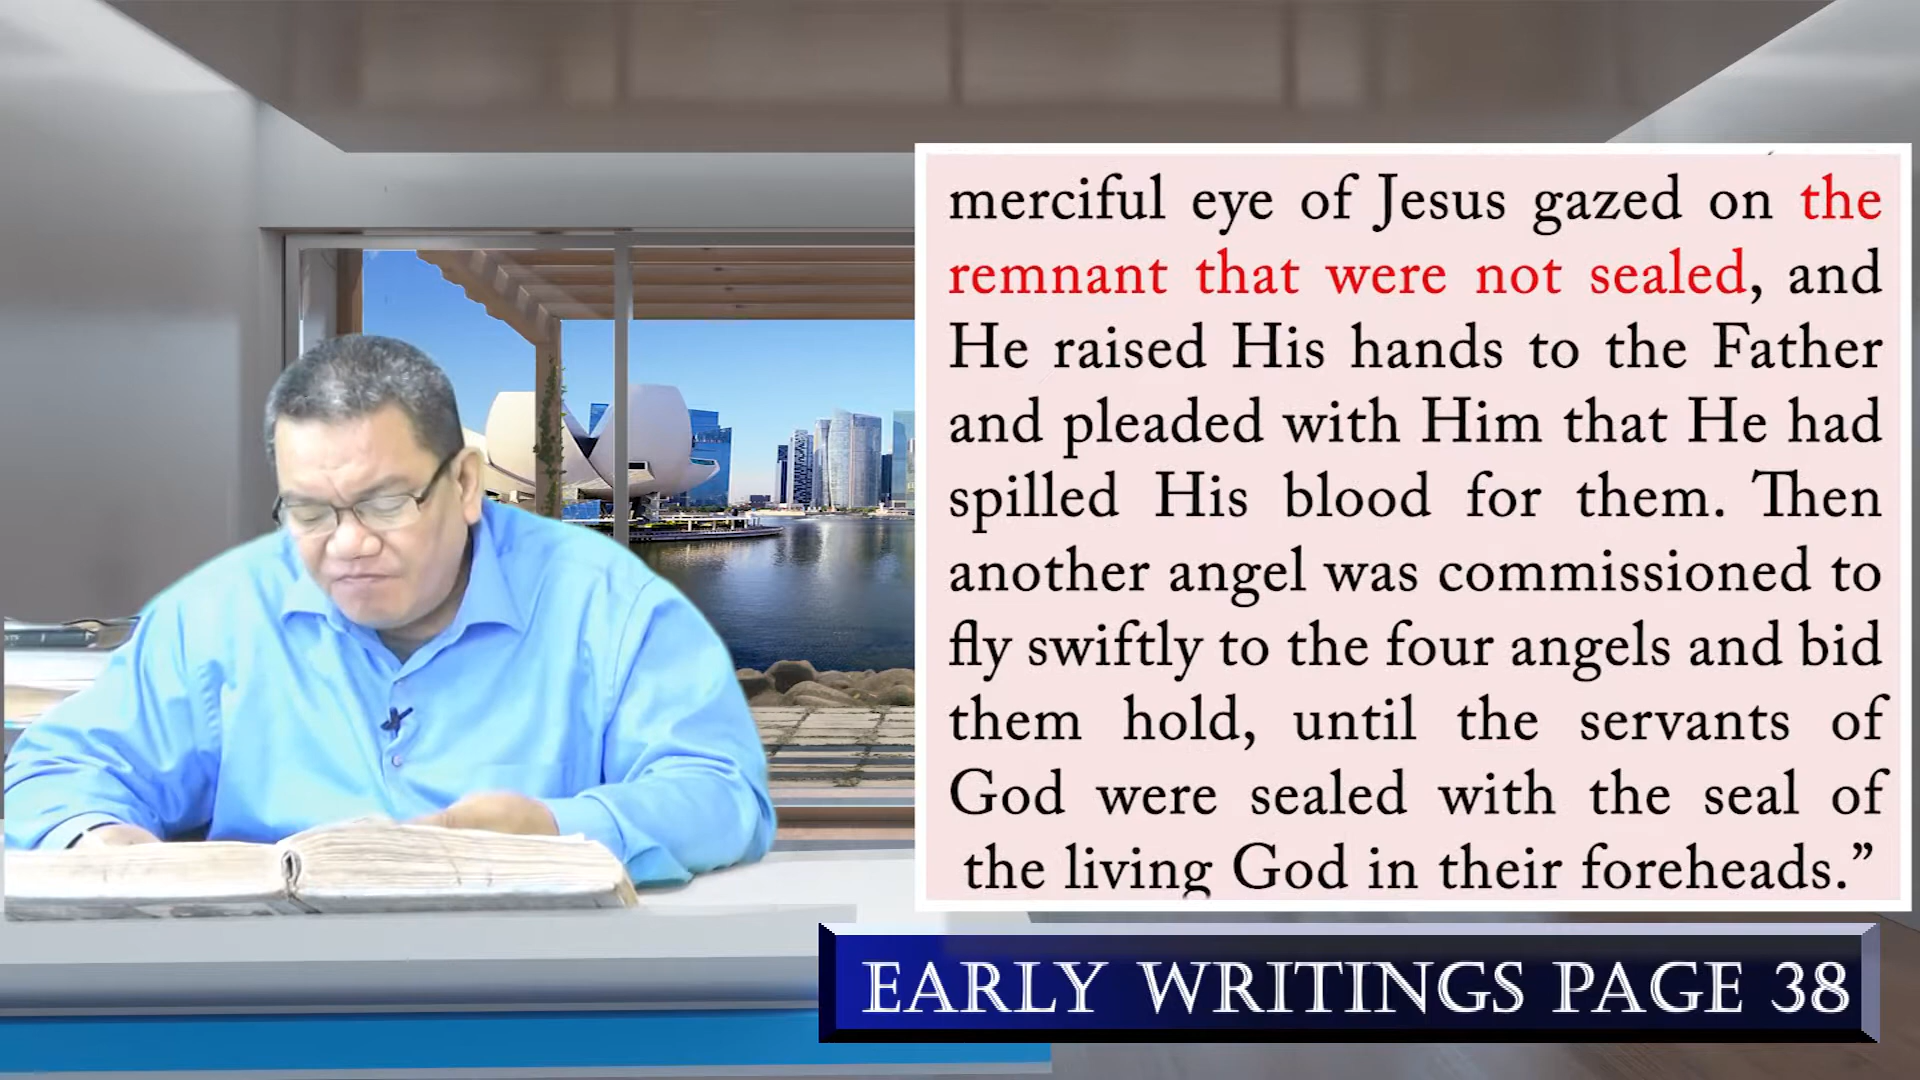 merciful eye of Jesus gazed on the
remnant that were not sealed, and
He raised His hands to the Father
and pleaded with Him that He had
spilled His blood for them. Then
another angel was commissioned to
fly swiftly to the four angels and bid
them hold, until the servants of
God were sealed with the seal of
the living God in their foreheads.”
EARLY WRITINGS PAGE 38